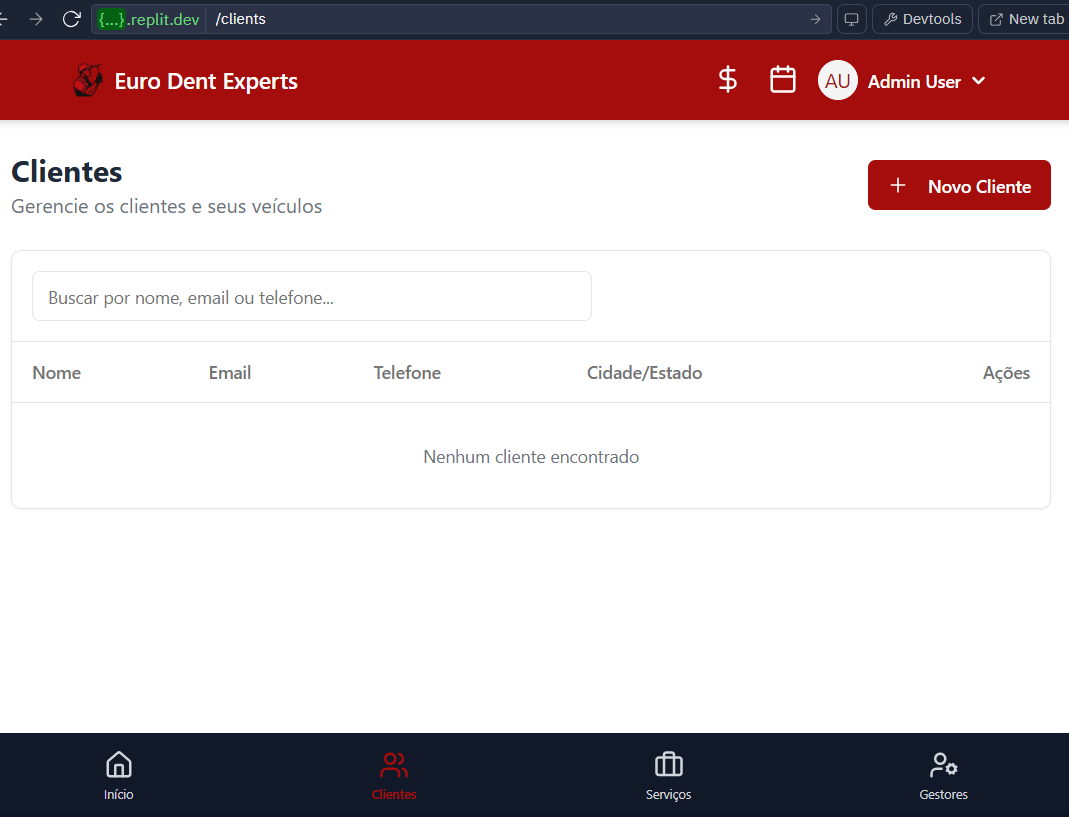 {...}.replit.dev /clients Devtools New tab
Euro Dent Experts AU Admin User
Clientes
Gerencie os clientes e seus veículos
+ Novo Cliente
Buscar por nome, email ou telefone...
Nome Email Telefone Cidade/Estado Ações
Nenhum cliente encontrado
Início Clientes Serviços Gestores